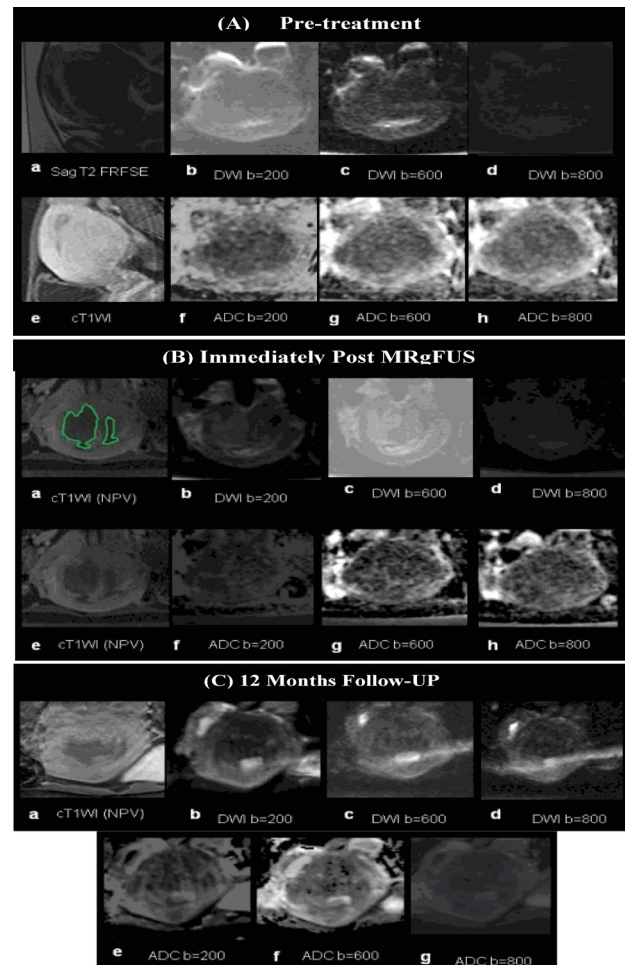 (A) Pre-treatment
a Sag T2 FRFSE b DWI b=200 c DWI b=600 d DWI b=800
e cT1WI f ADC b=200 g ADC b=600 h ADC b=800
(B) Immediately Post MRgFUS
a cT1WI (NPV) b DWI b=200 c DWI b=600 d DWI b=800
e cT1WI (NPV) f ADC b=200 g ADC b=600 h ADC b=800
(C) 12 Months Follow-UP
a cT1WI (NPV) b DWI b=200 c DWI b=600 d DWI b=800
e ADC b=200 f ADC b=600 g ADC b=800